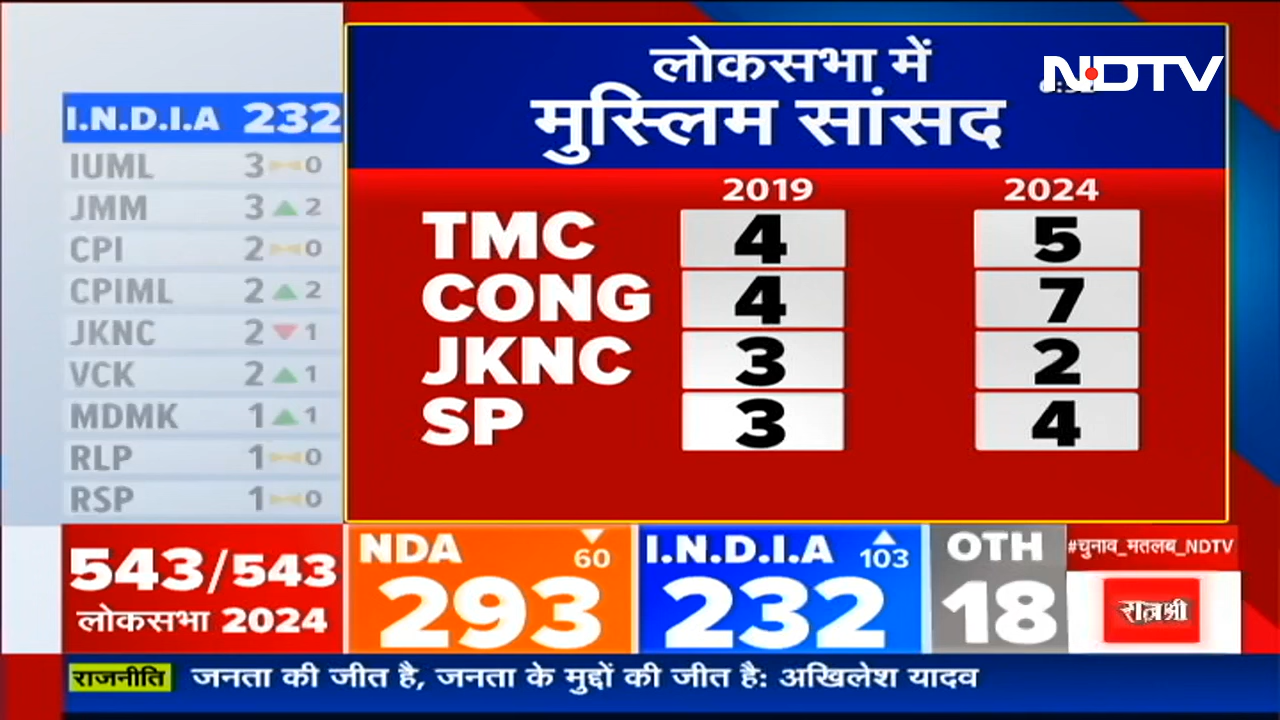 लोकसभा में
NDTV
मुस्लिम सांसद
I.N.D.I.A 232
IUML 3 0
JMM 3 2
CPI 2 0
CPIML 2 2
JKNC 2 1
VCK 2 1
MDMK 1 1
RLP 1 0
RSP 1 0
2019 2024
TMC 4 5
CONG 4 7
JKNC 3 2
SP 3 4
543/543
लोकसभा 2024
NDA 60
293
I.N.D.I.A 103
232
OTH
18
#चुनाव_मतलब_NDTV
राजश्री
राजनीति जनता की जीत है, जनता के मुद्दों की जीत है: अखिलेश यादव